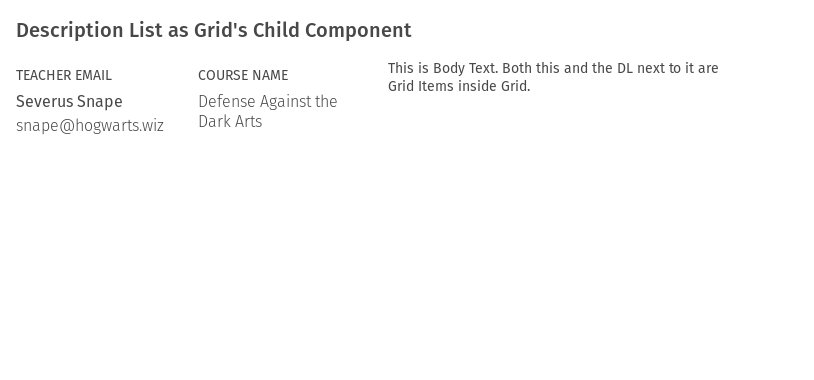 Description List as Grid's Child Component
TEACHER EMAIL
Severus Snape
snape@hogwarts.wiz
COURSE NAME
Defense Against the
Dark Arts
This is Body Text. Both this and the DL next to it are
Grid Items inside Grid.